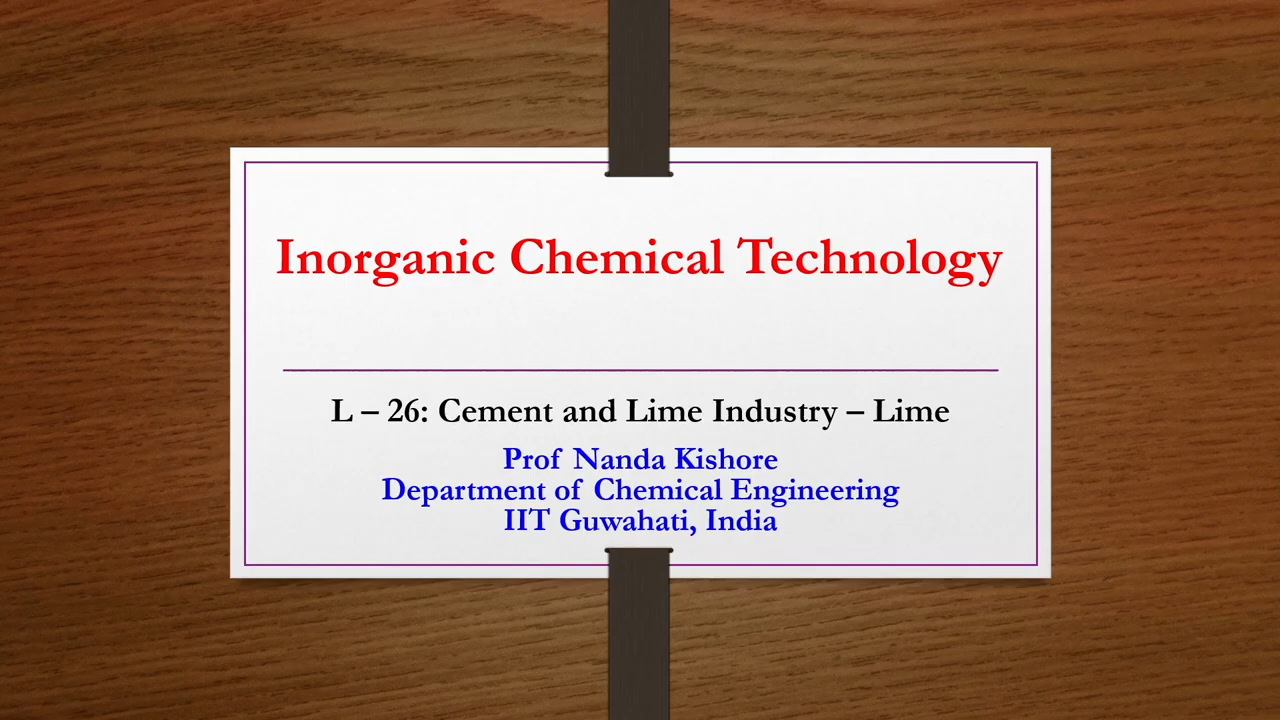 Inorganic Chemical Technology
L – 26: Cement and Lime Industry – Lime
Prof Nanda Kishore
Department of Chemical Engineering
IIT Guwahati, India